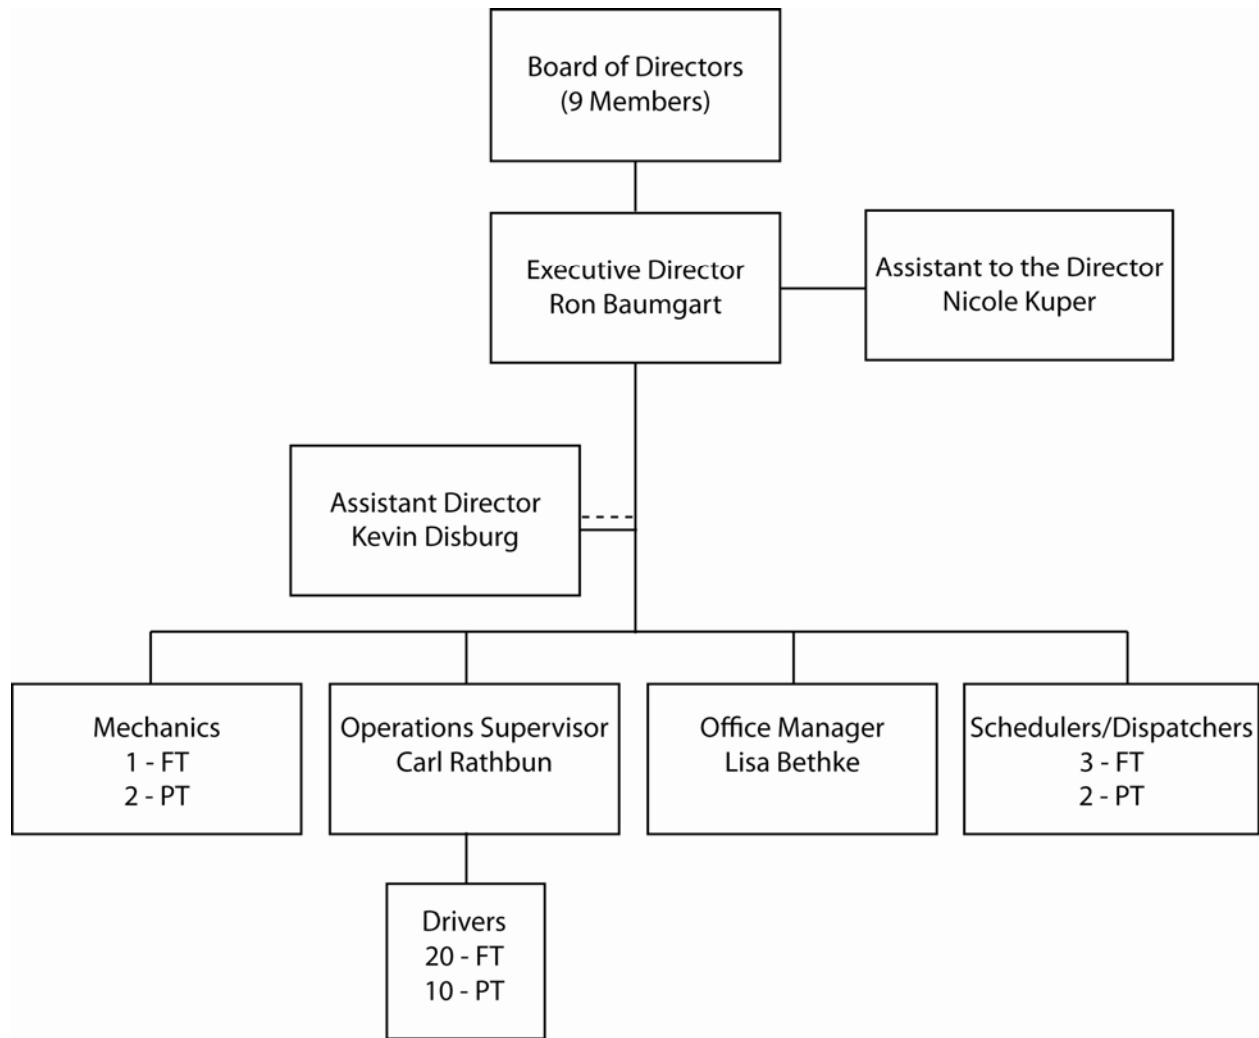 Board of Directors
(9 Members)
Executive Director
Ron Baumgart
Assistant to the Director
Nicole Kuper
Assistant Director
Kevin Disburg
Mechanics
1 - FT
2 - PT
Operations Supervisor
Carl Rathbun
Office Manager
Lisa Bethke
Schedulers/Dispatchers
3 - FT
2 - PT
Drivers
20 - FT
10 - PT